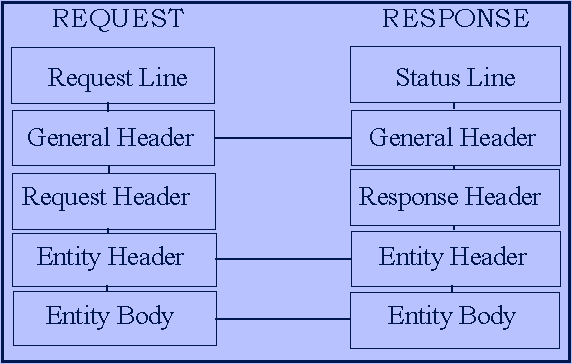 REQUEST
RESPONSE
Request Line
Status Line
General Header
General Header
Request Header
Response Header
Entity Header
Entity Header
Entity Body
Entity Body